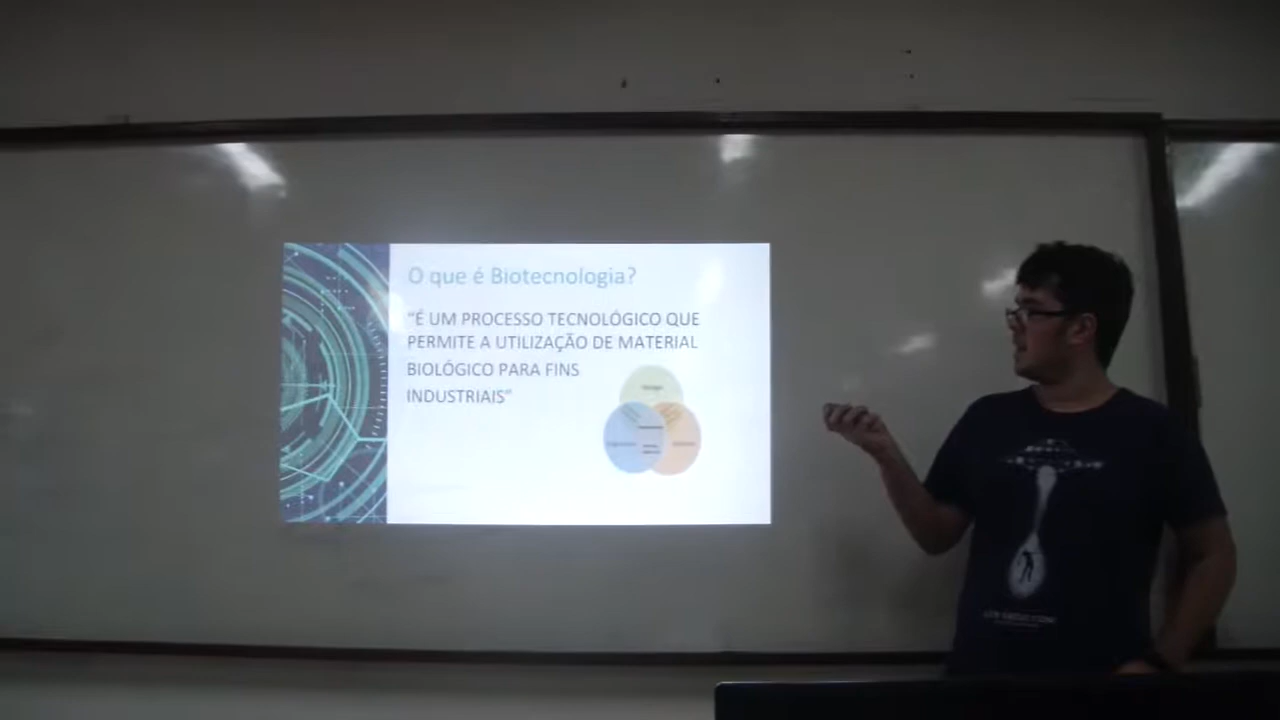 O que é Biotecnologia?
“É UM PROCESSO TECNOLÓGICO QUE
PERMITE A UTILIZAÇÃO DE MATERIAL
BIOLÓGICO PARA FINS
INDUSTRIAIS”